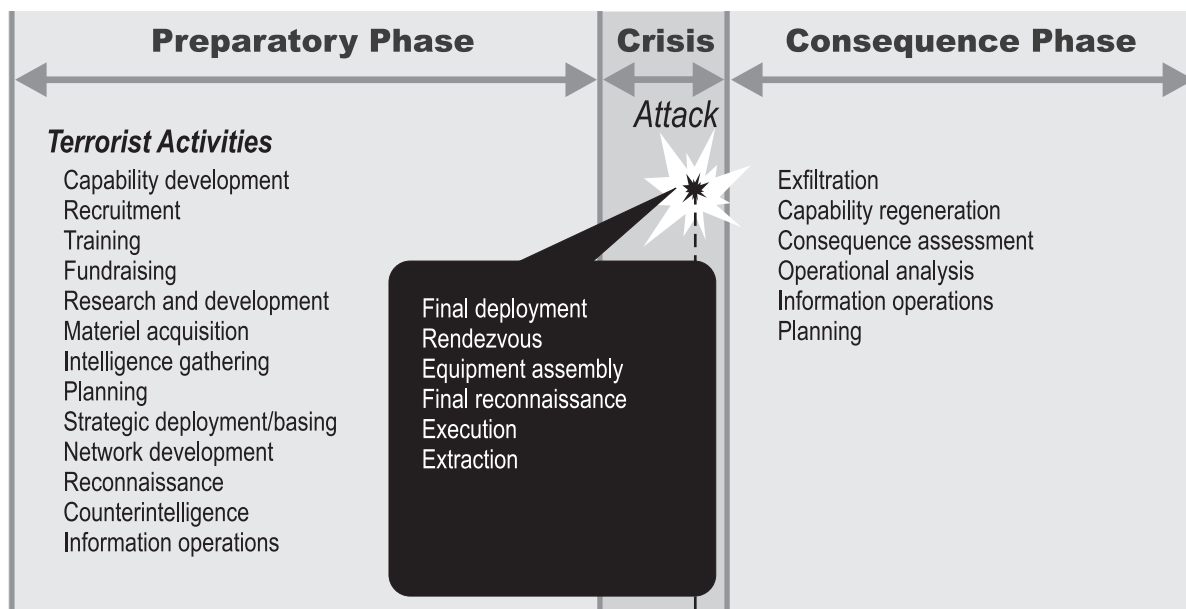 Preparatory Phase
Crisis
Consequence Phase
Attack
Terrorist Activities
Capability development
Recruitment
Training
Fundraising
Research and development
Materiel acquisition
Intelligence gathering
Planning
Strategic deployment/basing
Network development
Reconnaissance
Counterintelligence
Information operations
Final deployment
Rendezvous
Equipment assembly
Final reconnaissance
Execution
Extraction
Exfiltration
Capability regeneration
Consequence assessment
Operational analysis
Information operations
Planning